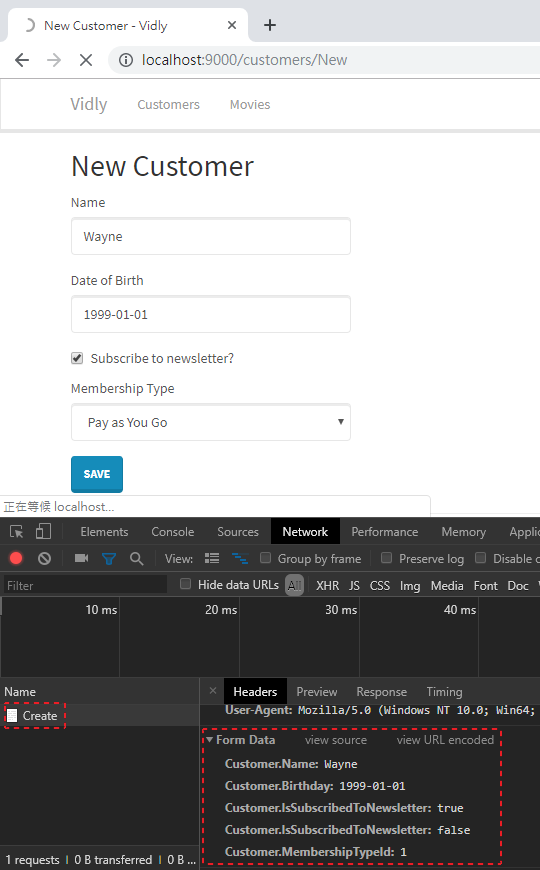 New Customer - Vidly
localhost:9000/customers/New
Vidly Customers Movies
New Customer
Name
Wayne
Date of Birth
1999-01-01
Subscribe to newsletter?
Membership Type
Pay as You Go
SAVE
正在等候 localhost...
Elements Console Sources Network Performance Memory
View: Group by frame Preserve log Disable
Filter Hide data URLs All XHR JS CSS Img Media Font Doc
10 ms 20 ms 30 ms 40 ms
Name Headers Preview Response Timing
Create
User-Agent: Mozilla/5.0 (Windows NT 10.0; Win64;
Form Data view source view URL encoded
Customer.Name: Wayne
Customer.Birthday: 1999-01-01
Customer.IsSubscribedToNewsletter: true
Customer.IsSubscribedToNewsletter: false
Customer.MembershipTypeId: 1
1 requests 0 B transferred 0 B ...